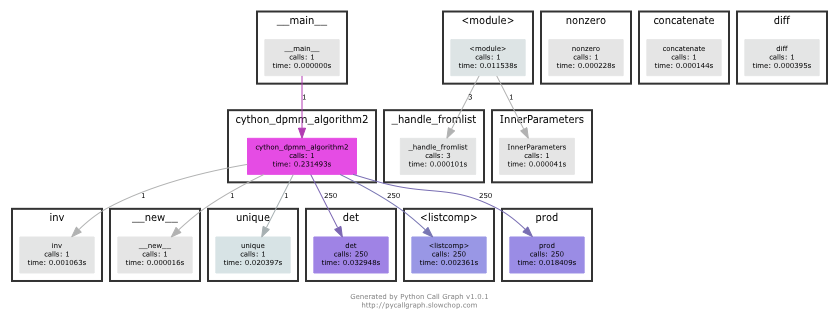 __main__
__main__
calls: 1
time: 0.000000s
<module>
<module>
calls: 1
time: 0.011538s
nonzero
nonzero
calls: 1
time: 0.000228s
concatenate
concatenate
calls: 1
time: 0.000144s
diff
diff
calls: 1
time: 0.000395s
1
3
1
cython_dpmm_algorithm2
cython_dpmm_algorithm2
calls: 1
time: 0.231493s
_handle_fromlist
_handle_fromlist
calls: 3
time: 0.000101s
InnerParameters
InnerParameters
calls: 1
time: 0.000041s
1
1
1
250
250
250
inv
inv
calls: 1
time: 0.001063s
__new__
__new__
calls: 1
time: 0.000016s
unique
unique
calls: 1
time: 0.020397s
det
det
calls: 250
time: 0.032948s
<listcomp>
<listcomp>
calls: 250
time: 0.002361s
prod
prod
calls: 250
time: 0.018409s
Generated by Python Call Graph v1.0.1
http://pycallgraph.slowchop.com